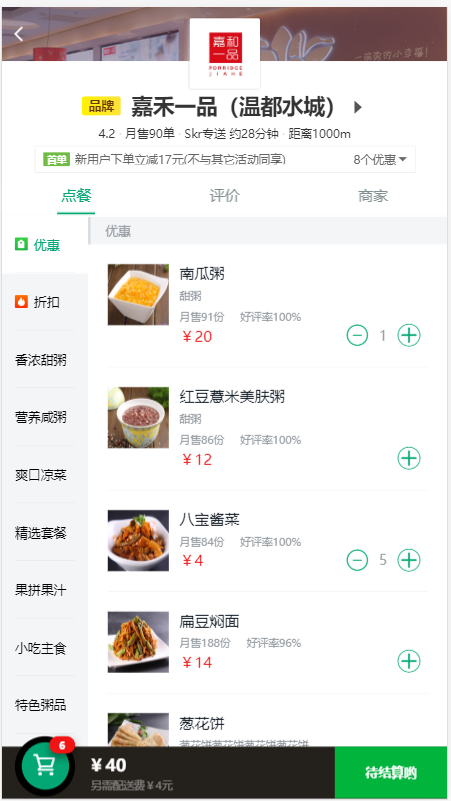 一茶欢的小幸福!
嘉和
一品
PORRIDGE
JIAHE
品牌 嘉禾一品（温都水城）
4.2 · 月售90单 · Skr专送 约28分钟 · 距离1000m
首单 新用户下单立减17元(不与其它活动同享) 8个优惠
点餐 评价 商家
优惠
折扣
香浓甜粥
营养咸粥
爽口凉菜
精选套餐
果拼果汁
小吃主食
特色粥品
优惠
南瓜粥
甜粥
月售91份 好评率100%
￥20
1
红豆薏米美肤粥
甜粥
月售86份 好评率100%
￥12
八宝酱菜
月售84份 好评率100%
￥4
5
扁豆焖面
月售188份 好评率96%
￥14
葱花饼
葱花饼葱花饼葱花饼葱花饼
6
￥40
另需配送费￥4元
待结算哟